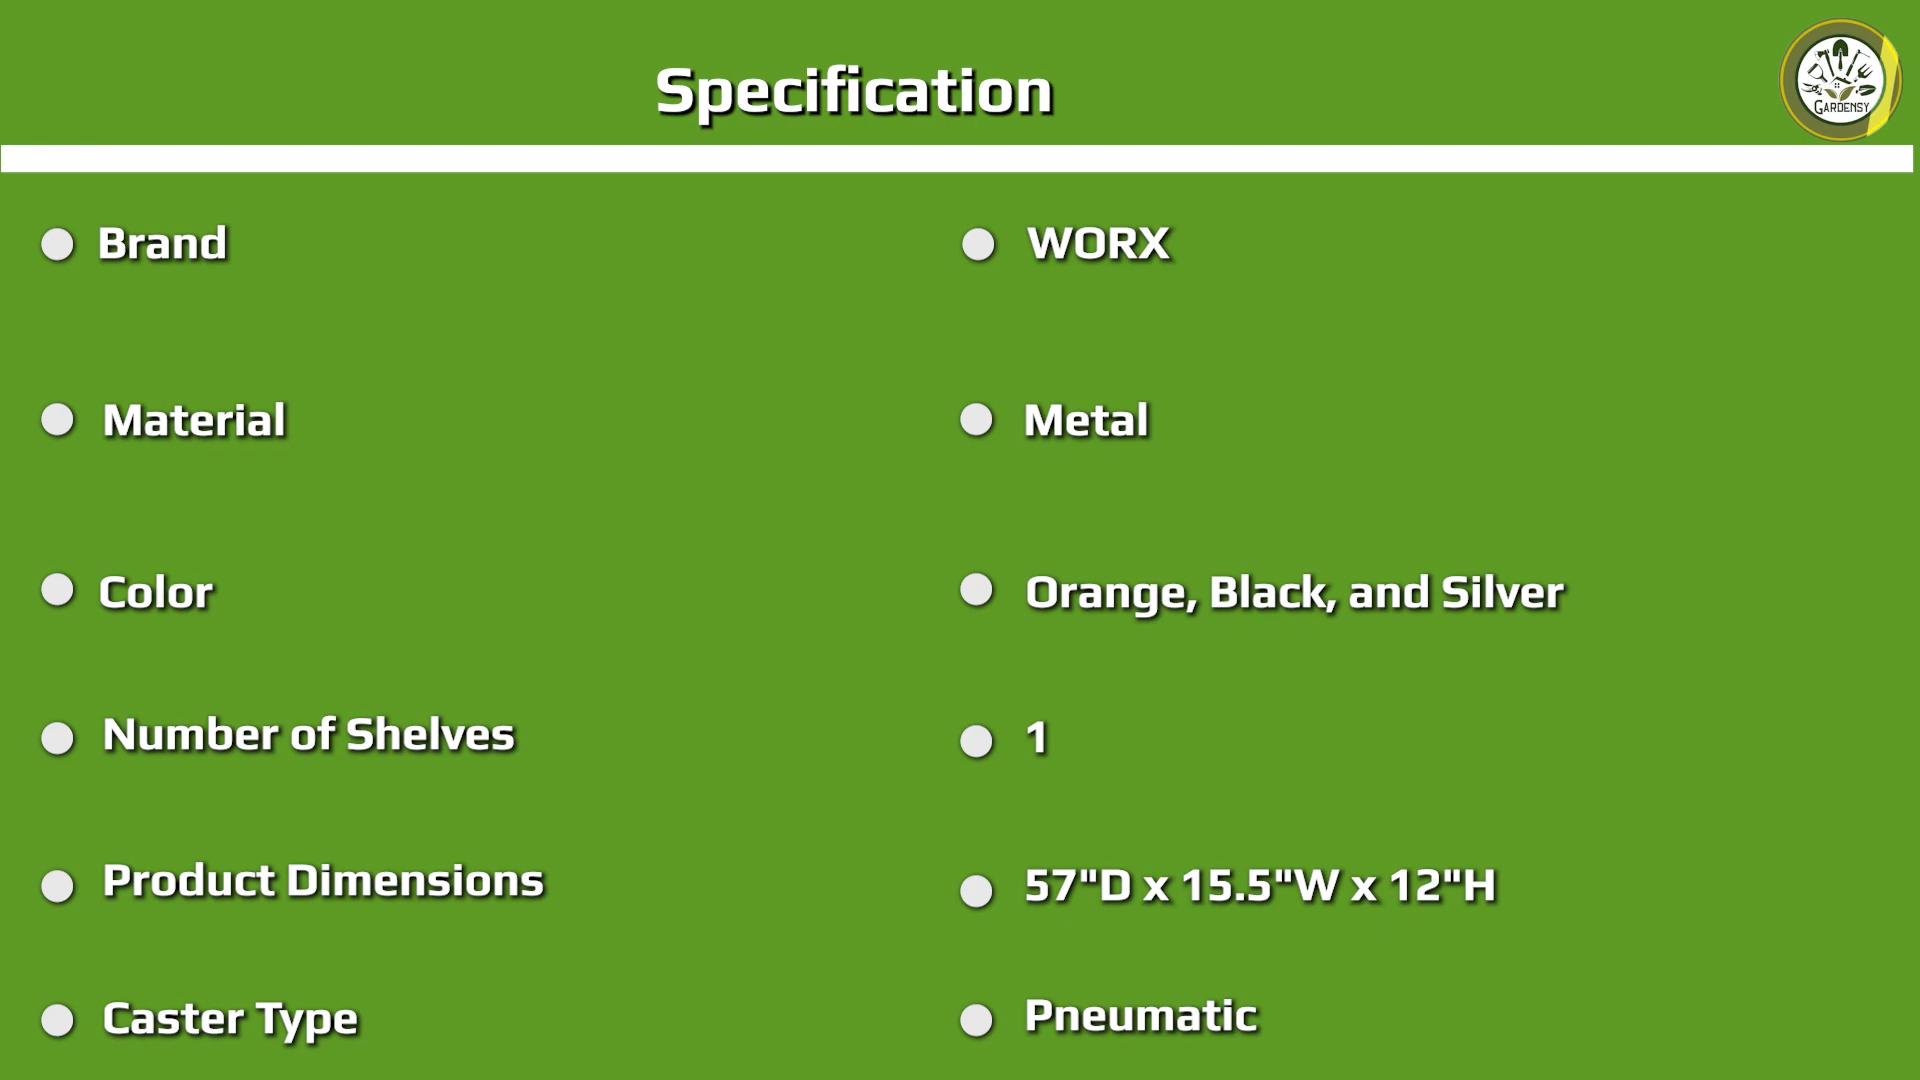 Specification
GARDENSY
Brand
WORX
Material
Metal
Color
Orange, Black, and Silver
Number of Shelves
1
Product Dimensions
57"D x 15.5"W x 12"H
Caster Type
Pneumatic